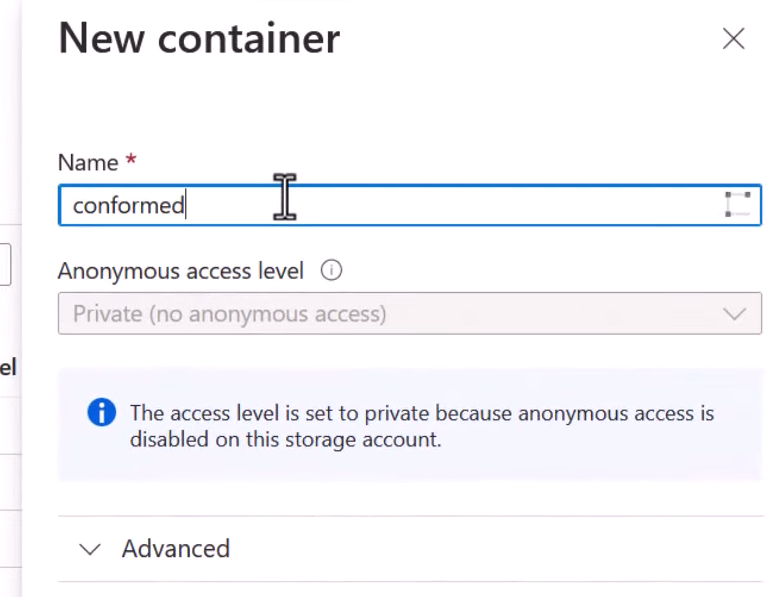 New container
Name *
conformed
Anonymous access level
Private (no anonymous access)
el
The access level is set to private because anonymous access is
disabled on this storage account.
Advanced